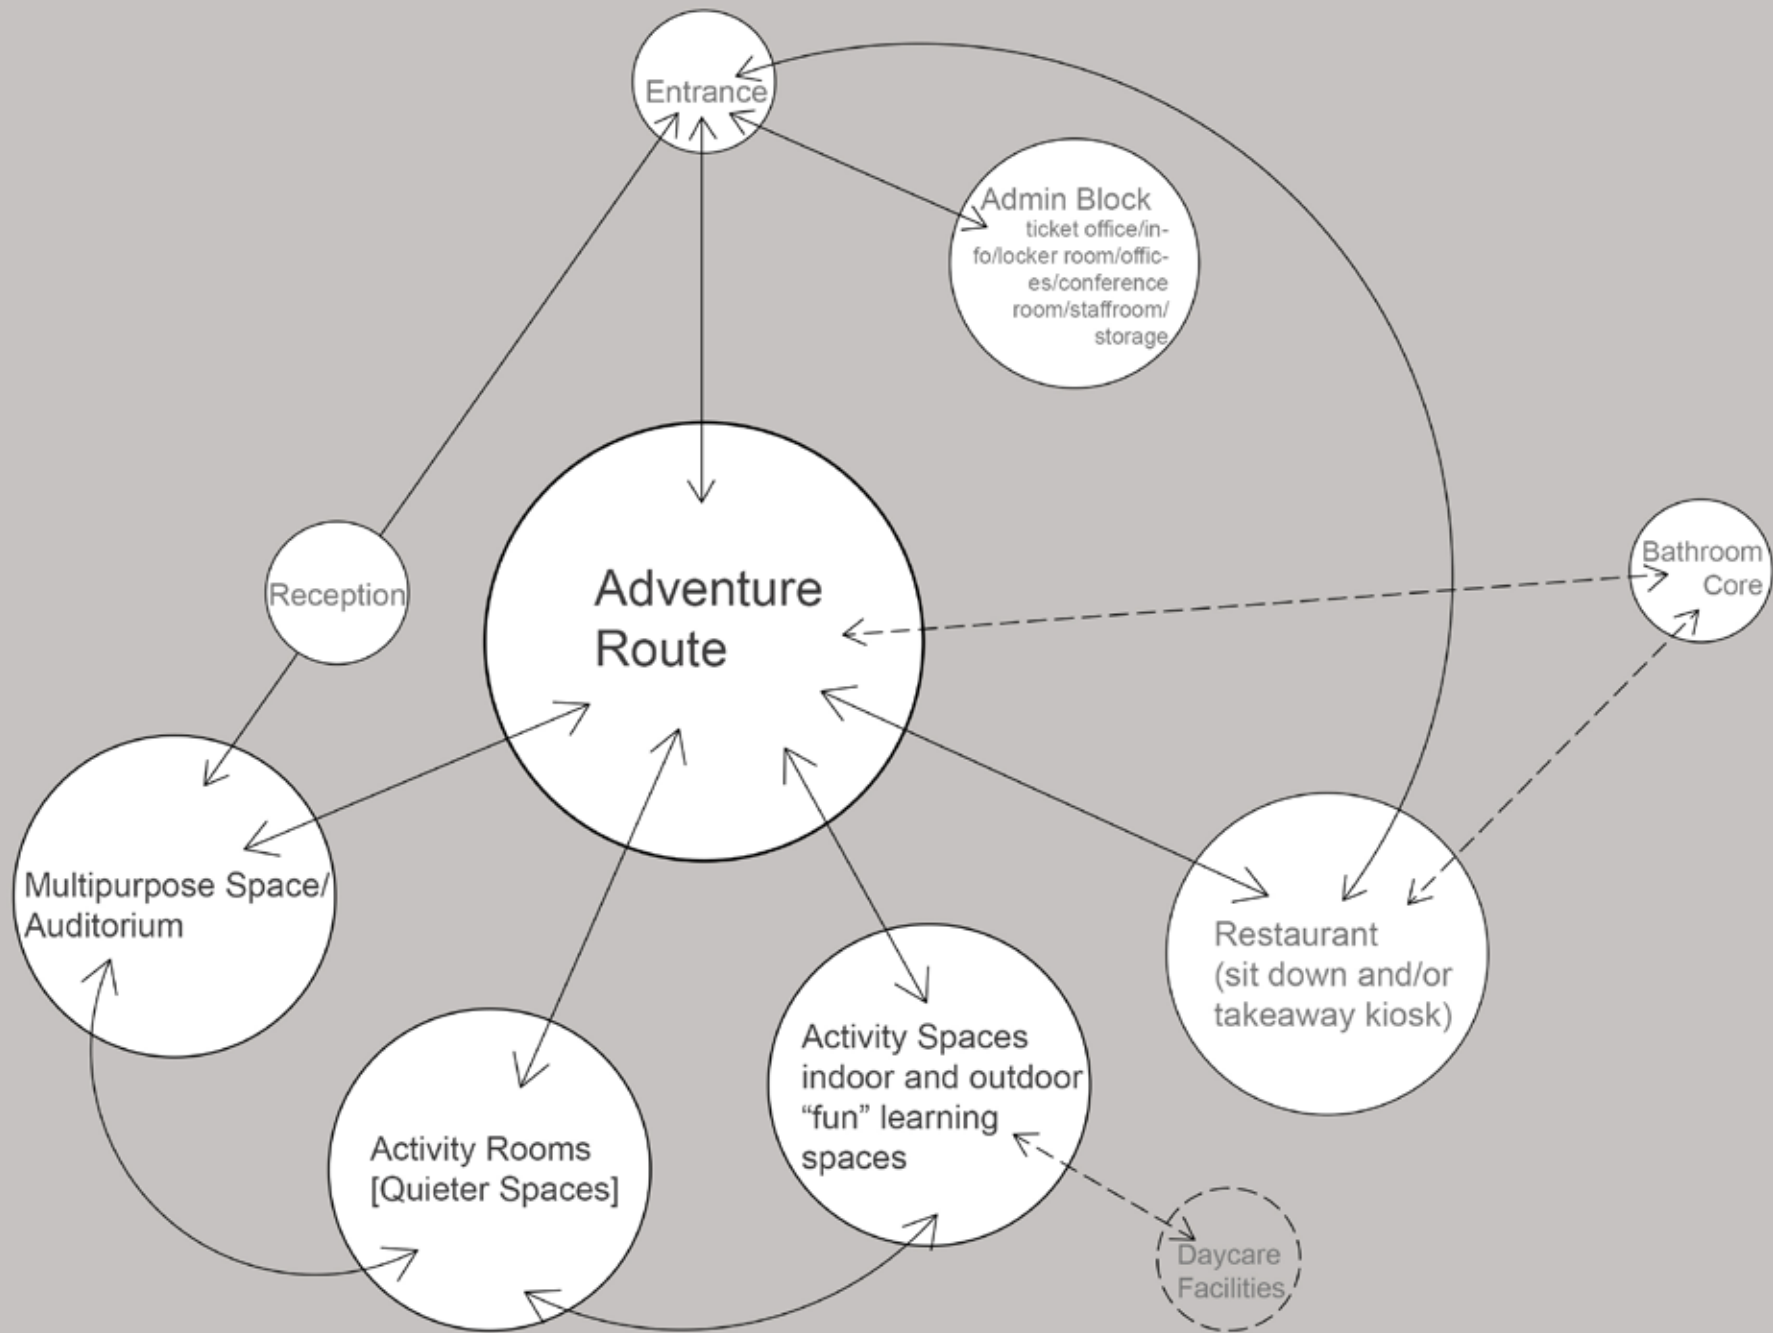 Entrance
Admin Block
ticket office/in-
fo/locker room/offic-
es/conference
room/staffroom/
storage
Adventure
Route
Bathroom
Core
Reception
Multipurpose Space/
Auditorium
Restaurant
(sit down and/or
takeaway kiosk)
Activity Spaces
indoor and outdoor
“fun” learning
spaces
Activity Rooms
[Quieter Spaces]
Daycare
Facilities